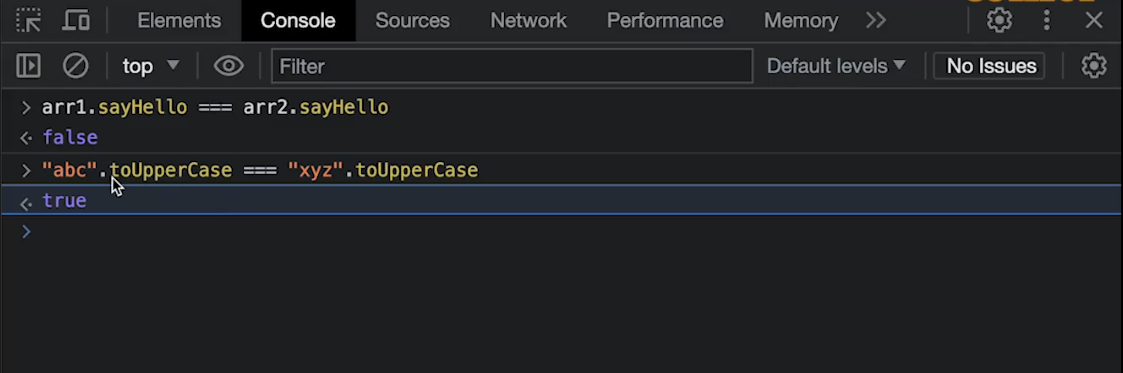 Elements Console Sources Network Performance Memory
top Filter Default levels No Issues
arr1.sayHello === arr2.sayHello
false
"abc".toUpperCase === "xyz".toUpperCase
true